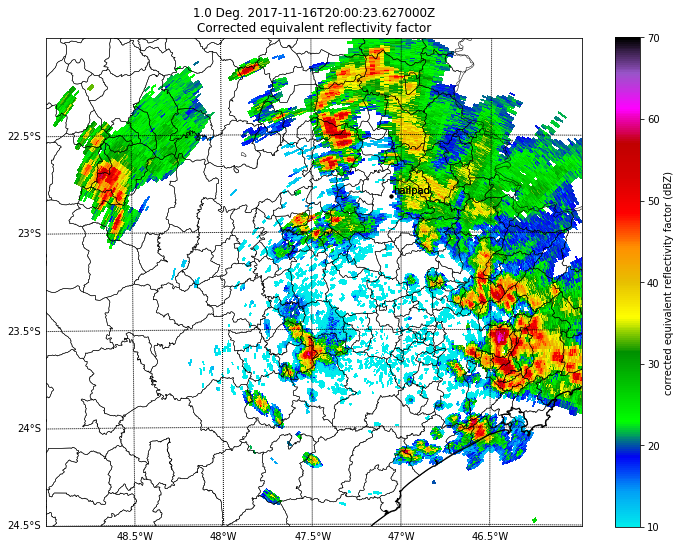 1.0 Deg. 2017-11-16T20:00:23.627000Z
Corrected equivalent reflectivity factor
22.5°S
23°S
23.5°S
24°S
24.5°S
48.5°W
48°W
47.5°W
47°W
46.5°W
hailpad
70
60
50
40
30
20
10
corrected equivalent reflectivity factor (dBZ)